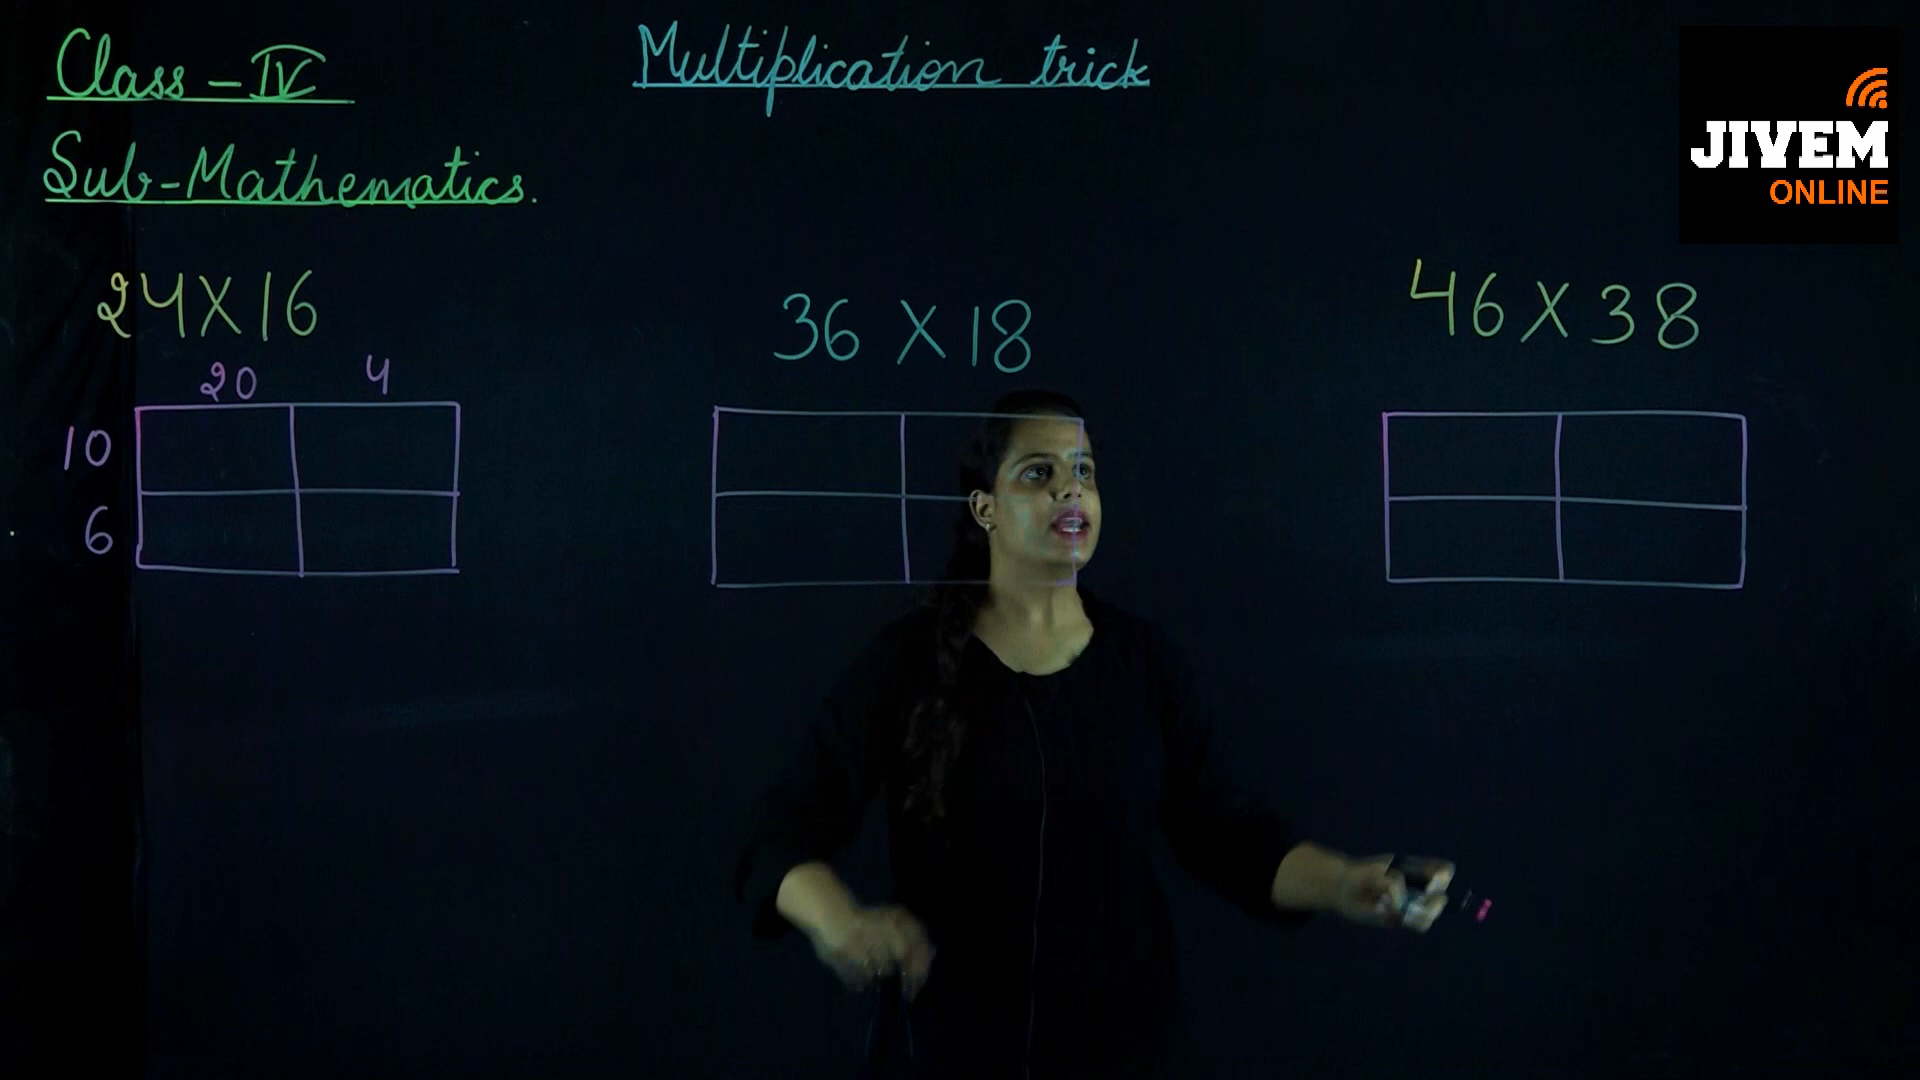 Class - IV
Multiplication trick
JIVEM
ONLINE
Sub-Mathematics.
24X16
36 X 18
46 X 38
20 4
10
6